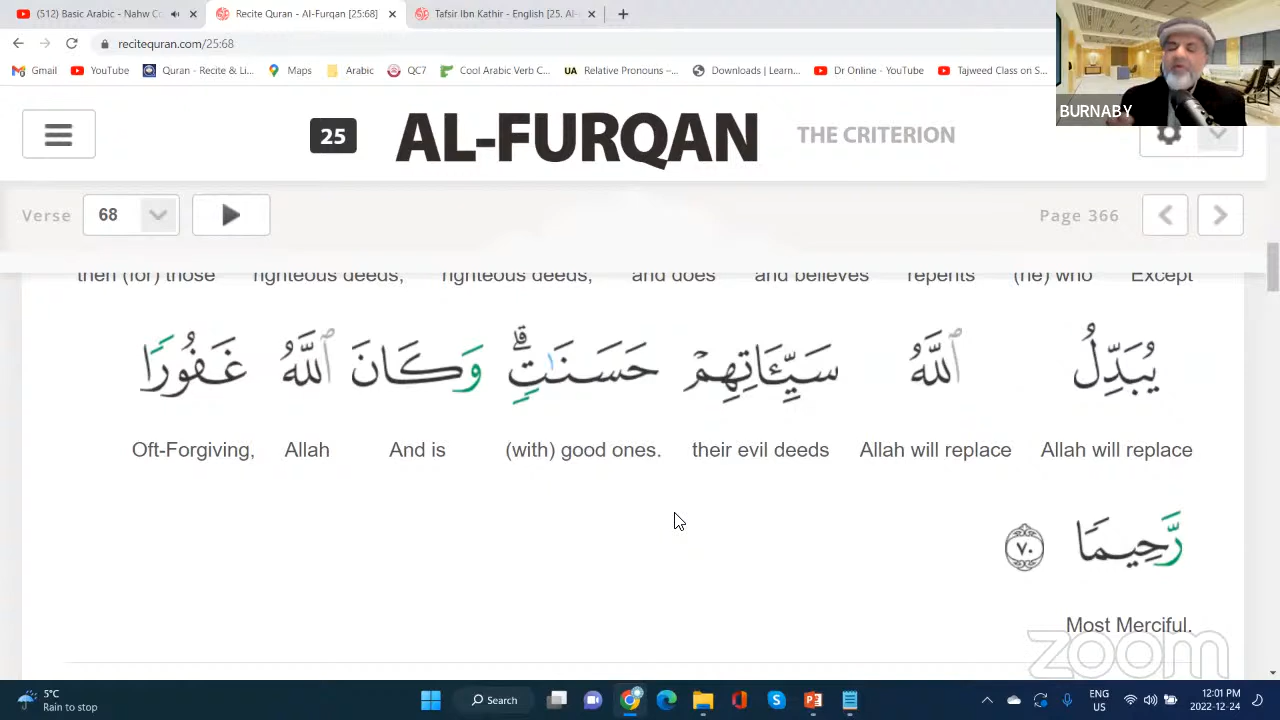 (512) Basic Arabic - Nahw Co
Recite Quran - Al-Furqan [25:68]
Tafsir Ibn Kathir - English [25. Al-
recitequran.com/25:68
Gmail YouTube Quran - Recite & Li... Maps Arabic QC7 Cool Arabic Verb C... UA Relative Pronouns –... Downloads | Learn... Dr Online - YouTube Tajweed Class on S...
BURNABY
25 AL-FURQAN THE CRITERION
Verse 68 Page 366
then (for) those righteous deeds, righteous deeds, and does and believes repents (he) who Except
يُبَدِّلُ ٱللَّهُ سَيِّـَٔاتِهِمْ حَسَنَـٰتٍۢ ۗ وَكَانَ ٱللَّهُ غَفُورًۭا
Oft-Forgiving, Allah And is (with) good ones. their evil deeds Allah will replace Allah will replace
رَّحِيمًۭا ٧٠
Most Merciful.
zoom
5°C
Rain to stop
Search
ENG
US
12:01 PM
2022-12-24